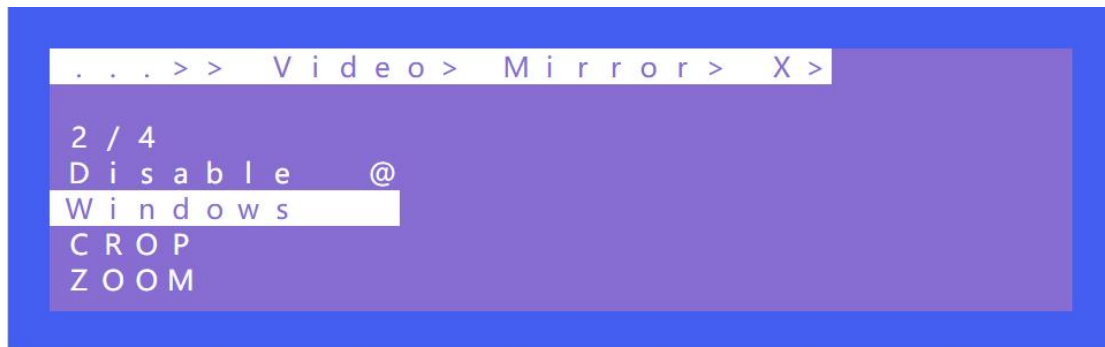 ...>> Video> Mirror> X>
2/4
Disable @
Windows
CROP
ZOOM